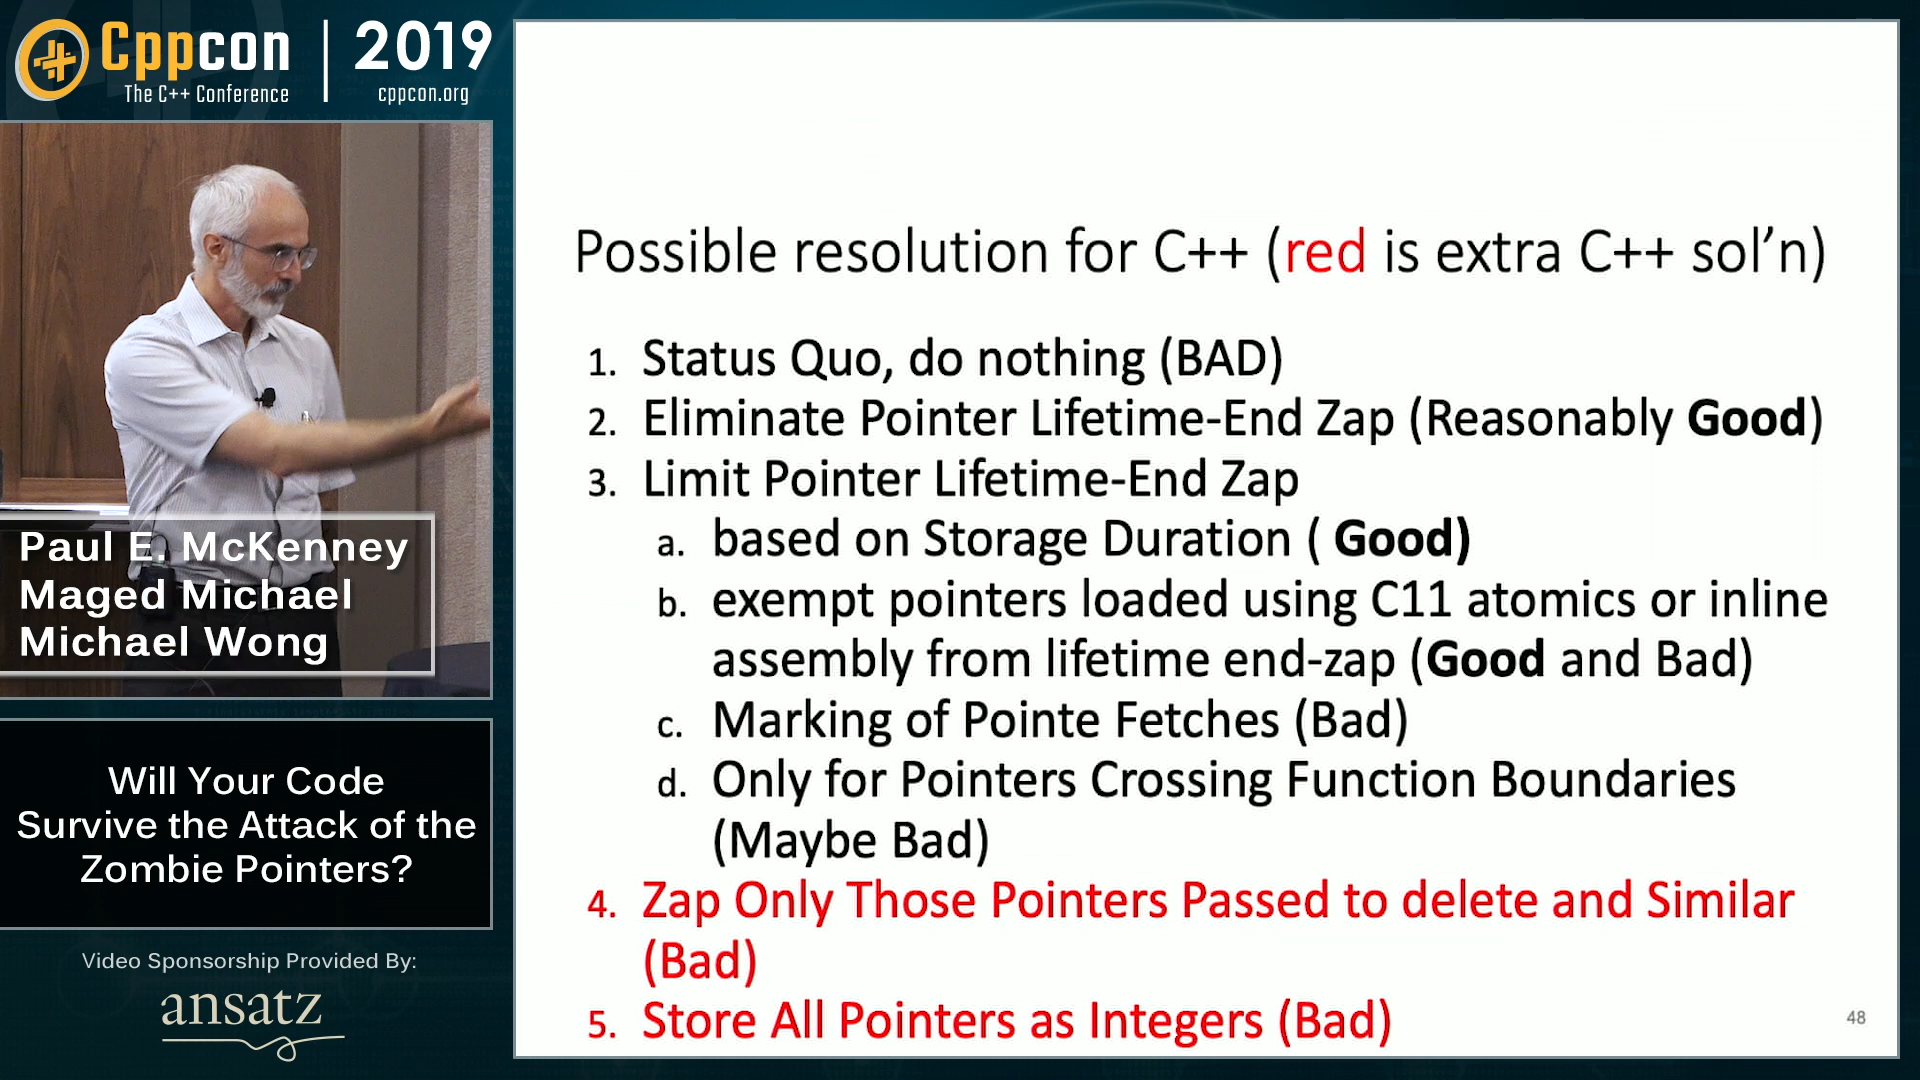 Cppcon
The C++ Conference
2019
cppcon.org
Paul E. McKenney
Maged Michael
Michael Wong
Will Your Code
Survive the Attack of the
Zombie Pointers?
Video Sponsorship Provided By:
ansatz
Possible resolution for C++ (red is extra C++ sol’n)
1. Status Quo, do nothing (BAD)
2. Eliminate Pointer Lifetime-End Zap (Reasonably Good)
3. Limit Pointer Lifetime-End Zap
a. based on Storage Duration ( Good)
b. exempt pointers loaded using C11 atomics or inline
assembly from lifetime end-zap (Good and Bad)
c. Marking of Pointe Fetches (Bad)
d. Only for Pointers Crossing Function Boundaries
(Maybe Bad)
4. Zap Only Those Pointers Passed to delete and Similar
(Bad)
5. Store All Pointers as Integers (Bad)
48